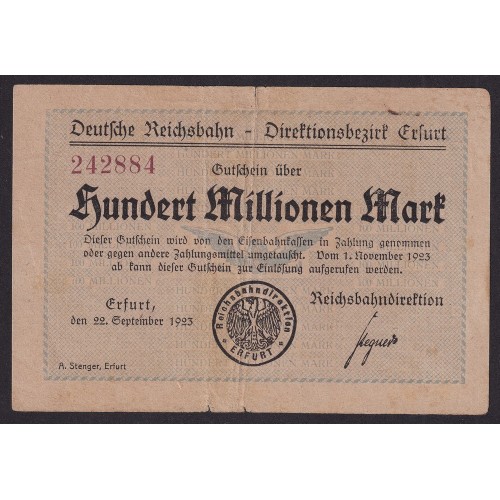 Deutsche Reichsbahn - Direktionsbezirk Erfurt
242884
Gutschein über
Hundert Millionen Mark
Dieser Gutschein wird von den Eisenbahnkassen in Zahlung genommen
oder gegen andere Zahlungsmittel umgetauscht. Vom 1. November 1923
ab kann dieser Gutschein zur Einlösung aufgerufen werden.
Erfurt,
den 22. September 1923
Reichsbahndirektion
ERFURT
Reichsbahndirektion
A. Stenger, Erfurt